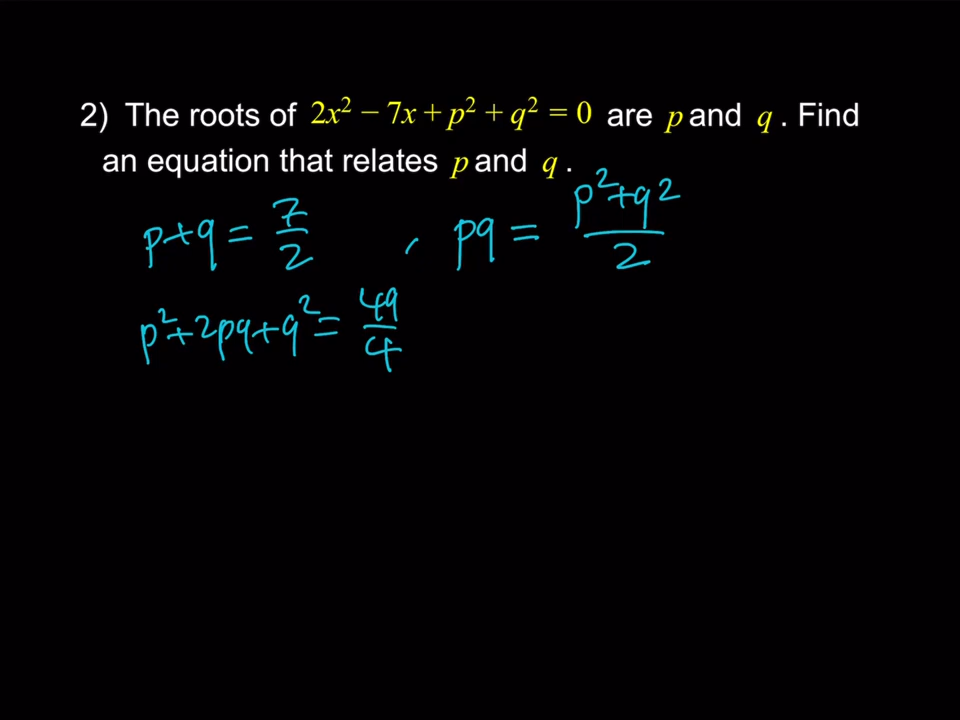 2) The roots of 2x² − 7x + p² + q² = 0 are p and q . Find
an equation that relates p and q .
p+q = 7/2 , pq = (p²+q²)/2
p²+2pq+q² = 49/4